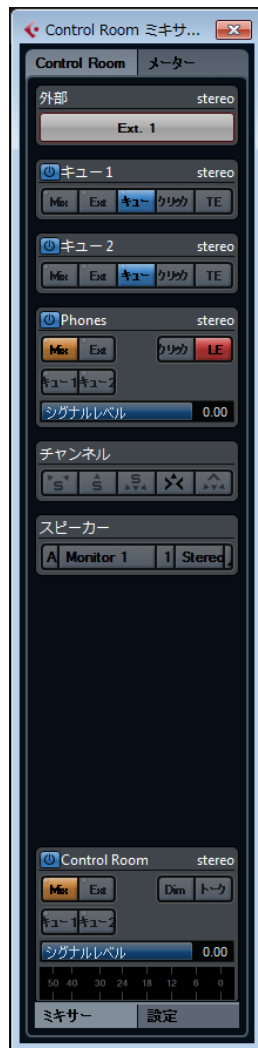 Control Room ミキサ...
Control Room メーター
外部 stereo
Ext. 1
キュー 1 stereo
Mix Ext キュー クリック TE
キュー 2 stereo
Mix Ext キュー クリック TE
Phones stereo
Mix Ext クリック LE
キュー 1 キュー 2
シグナルレベル 0.00
チャンネル
S S S
スピーカー
A Monitor 1 1 Stereo
Control Room stereo
Mix Ext Dim トーク
キュー 1 キュー 2
シグナルレベル 0.00
50 40 30 24 18 12 6 0
ミキサー 設定